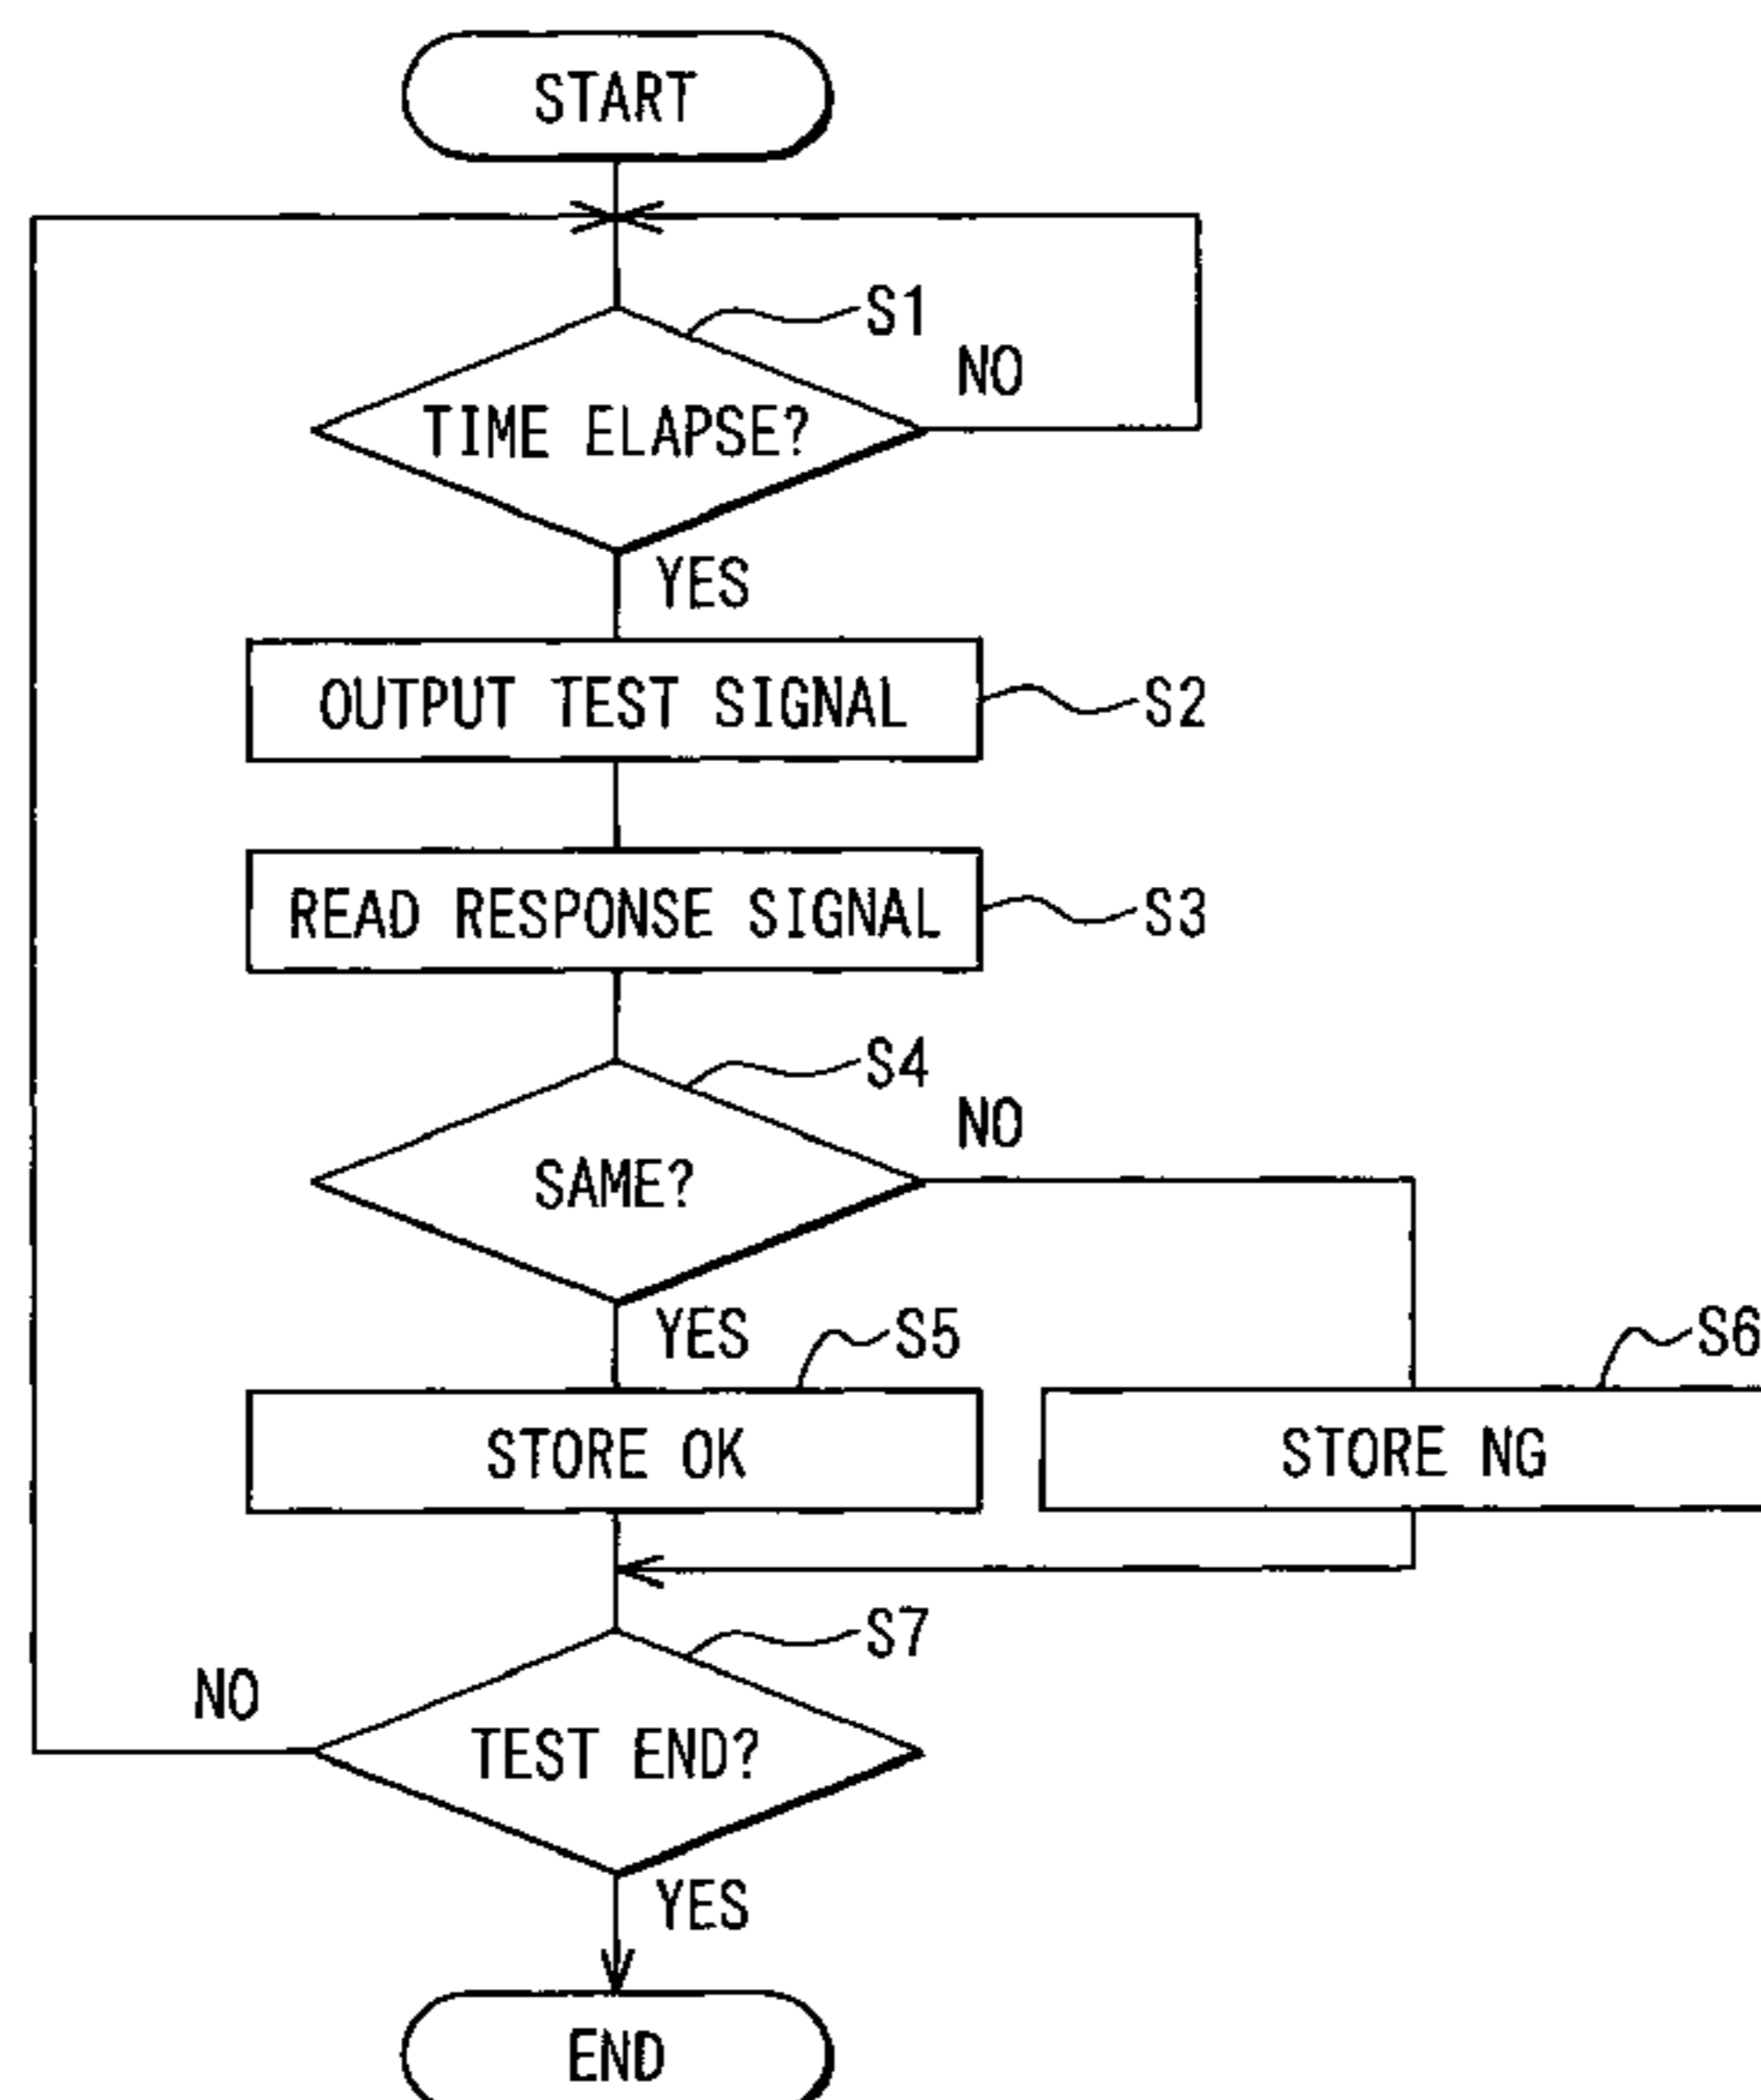 START
S1
NO
TIME ELAPSE?
YES
OUTPUT TEST SIGNAL
S2
READ RESPONSE SIGNAL
S3
S4
NO
SAME?
YES
S5
S6
STORE OK
STORE NG
S7
NO
TEST END?
YES
END